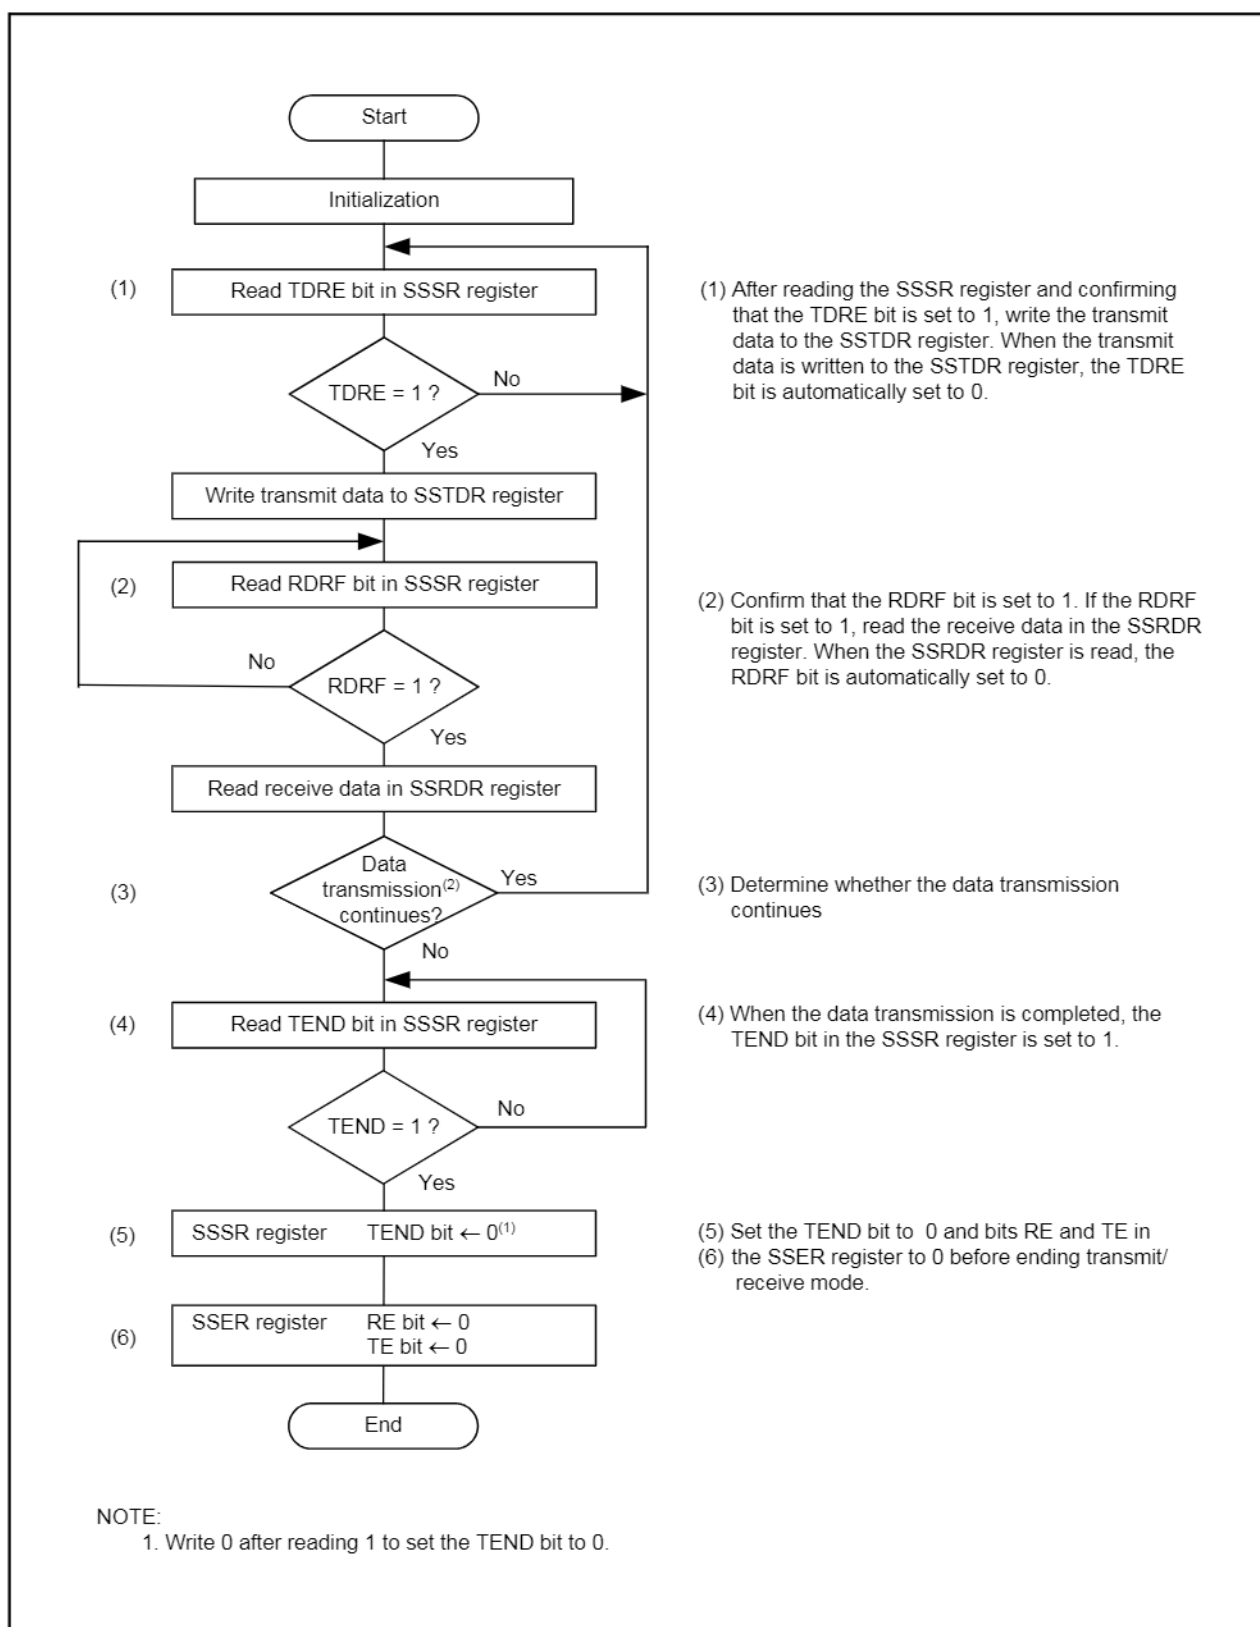 Start
Initialization
(1)
Read TDRE bit in SSSR register
TDRE = 1 ?
No
Yes
(1) After reading the SSSR register and confirming
that the TDRE bit is set to 1, write the transmit
data to the SSTDR register. When the transmit
data is written to the SSTDR register, the TDRE
bit is automatically set to 0.
Write transmit data to SSTDR register
(2)
Read RDRF bit in SSSR register
No
RDRF = 1 ?
Yes
(2) Confirm that the RDRF bit is set to 1. If the RDRF
bit is set to 1, read the receive data in the SSRDR
register. When the SSRDR register is read, the
RDRF bit is automatically set to 0.
Read receive data in SSRDR register
(3)
Data
transmission(2)
continues?
Yes
No
(3) Determine whether the data transmission
continues
(4)
Read TEND bit in SSSR register
(4) When the data transmission is completed, the
TEND bit in the SSSR register is set to 1.
TEND = 1 ?
No
Yes
(5)
SSSR register TEND bit ← 0(1)
(5) Set the TEND bit to 0 and bits RE and TE in
(6) the SSER register to 0 before ending transmit/
receive mode.
(6)
SSER register RE bit ← 0
TE bit ← 0
End
NOTE:
1. Write 0 after reading 1 to set the TEND bit to 0.